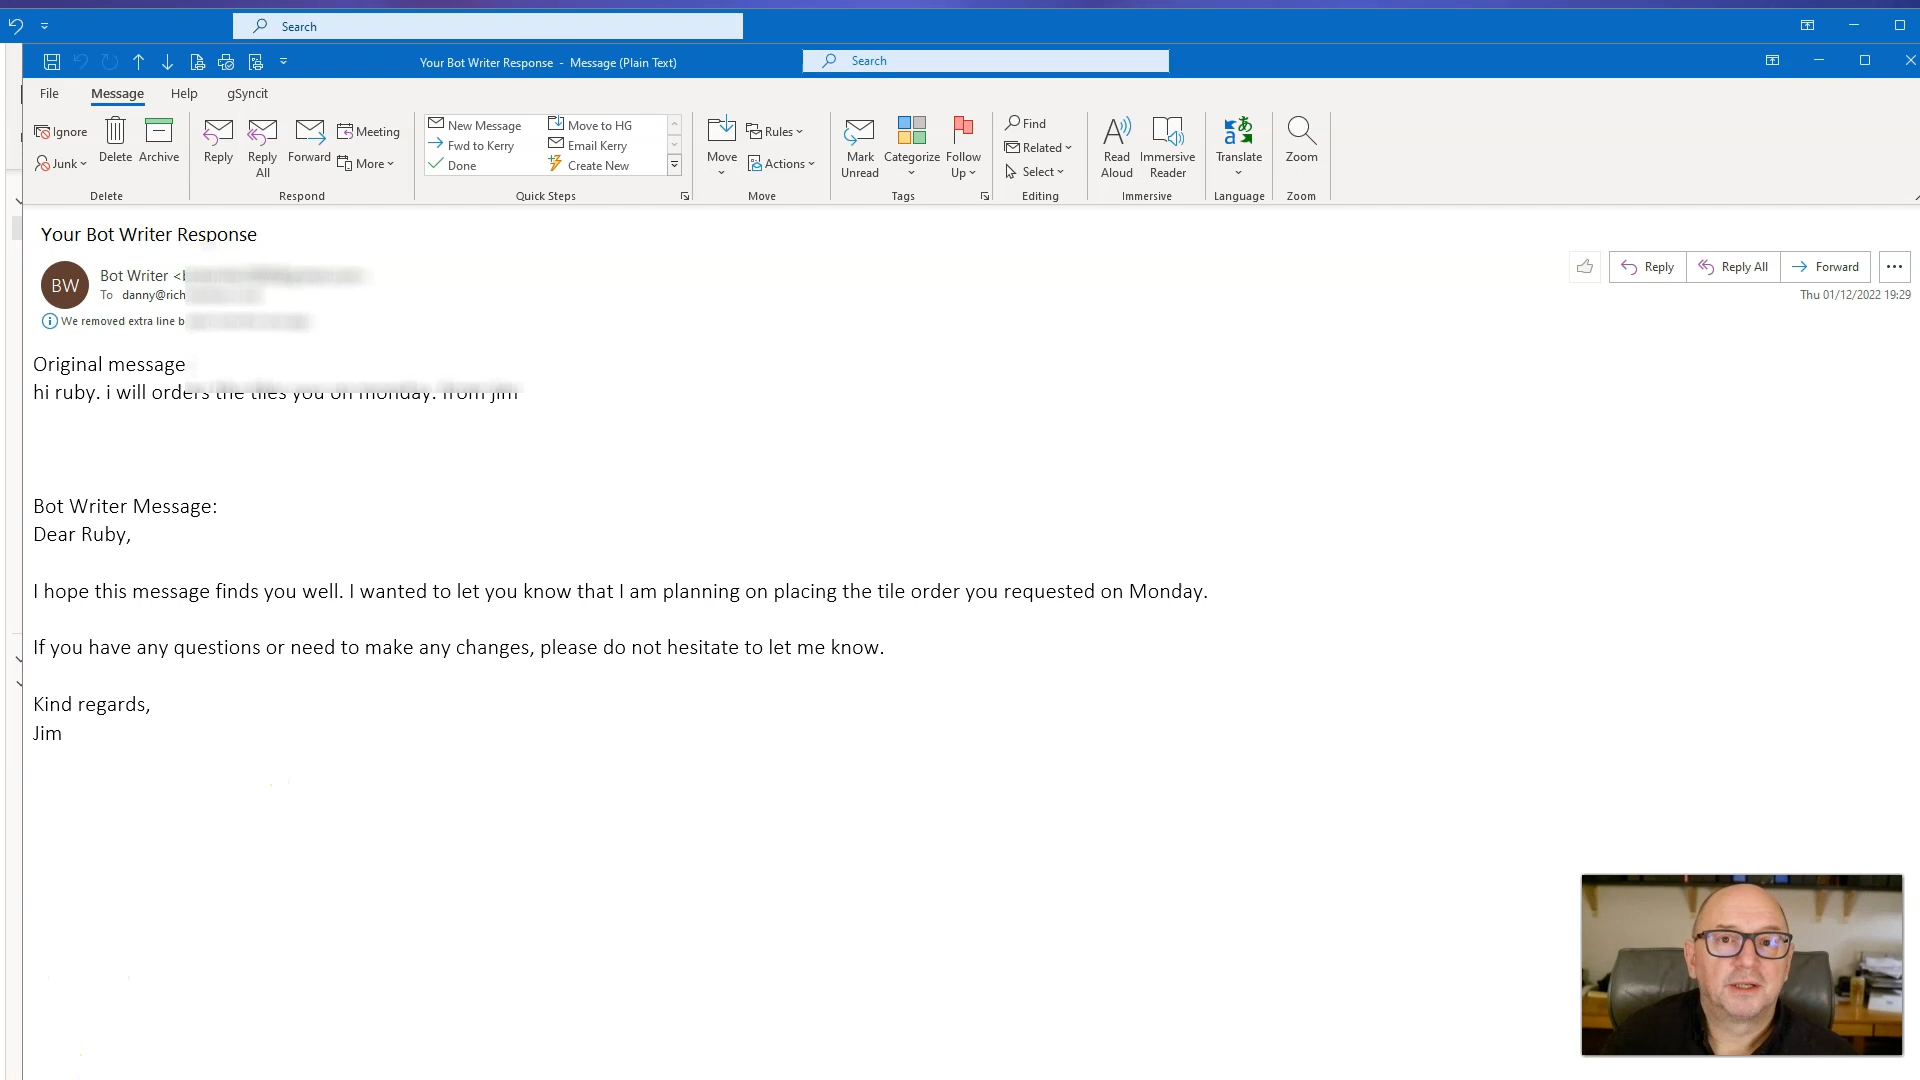 Search
Your Bot Writer Response - Message (Plain Text)
Search
File Message Help gSyncit
Ignore
Junk
Delete
Archive
Delete
Reply
Reply All
Forward
Meeting
More
Respond
New Message
Fwd to Kerry
Done
Move to HG
Email Kerry
Create New
Quick Steps
Move
Rules
Actions
Move
Mark Unread
Categorize
Follow Up
Tags
Find
Related
Select
Editing
Read Aloud
Immersive Reader
Immersive
Translate
Language
Zoom
Zoom
Your Bot Writer Response
BW
Bot Writer <
To danny@rich
We removed extra line b
Reply
Reply All
Forward
Thu 01/12/2022 19:29
Original message
hi ruby. i will orders the tiles you on monday. from jim
Bot Writer Message:
Dear Ruby,
I hope this message finds you well. I wanted to let you know that I am planning on placing the tile order you requested on Monday.
If you have any questions or need to make any changes, please do not hesitate to let me know.
Kind regards,
Jim